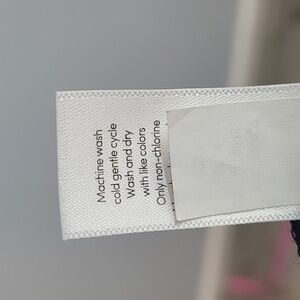 Machine wash
cold gentle cycle
Wash and dry
with like colors
Only non-chlorine